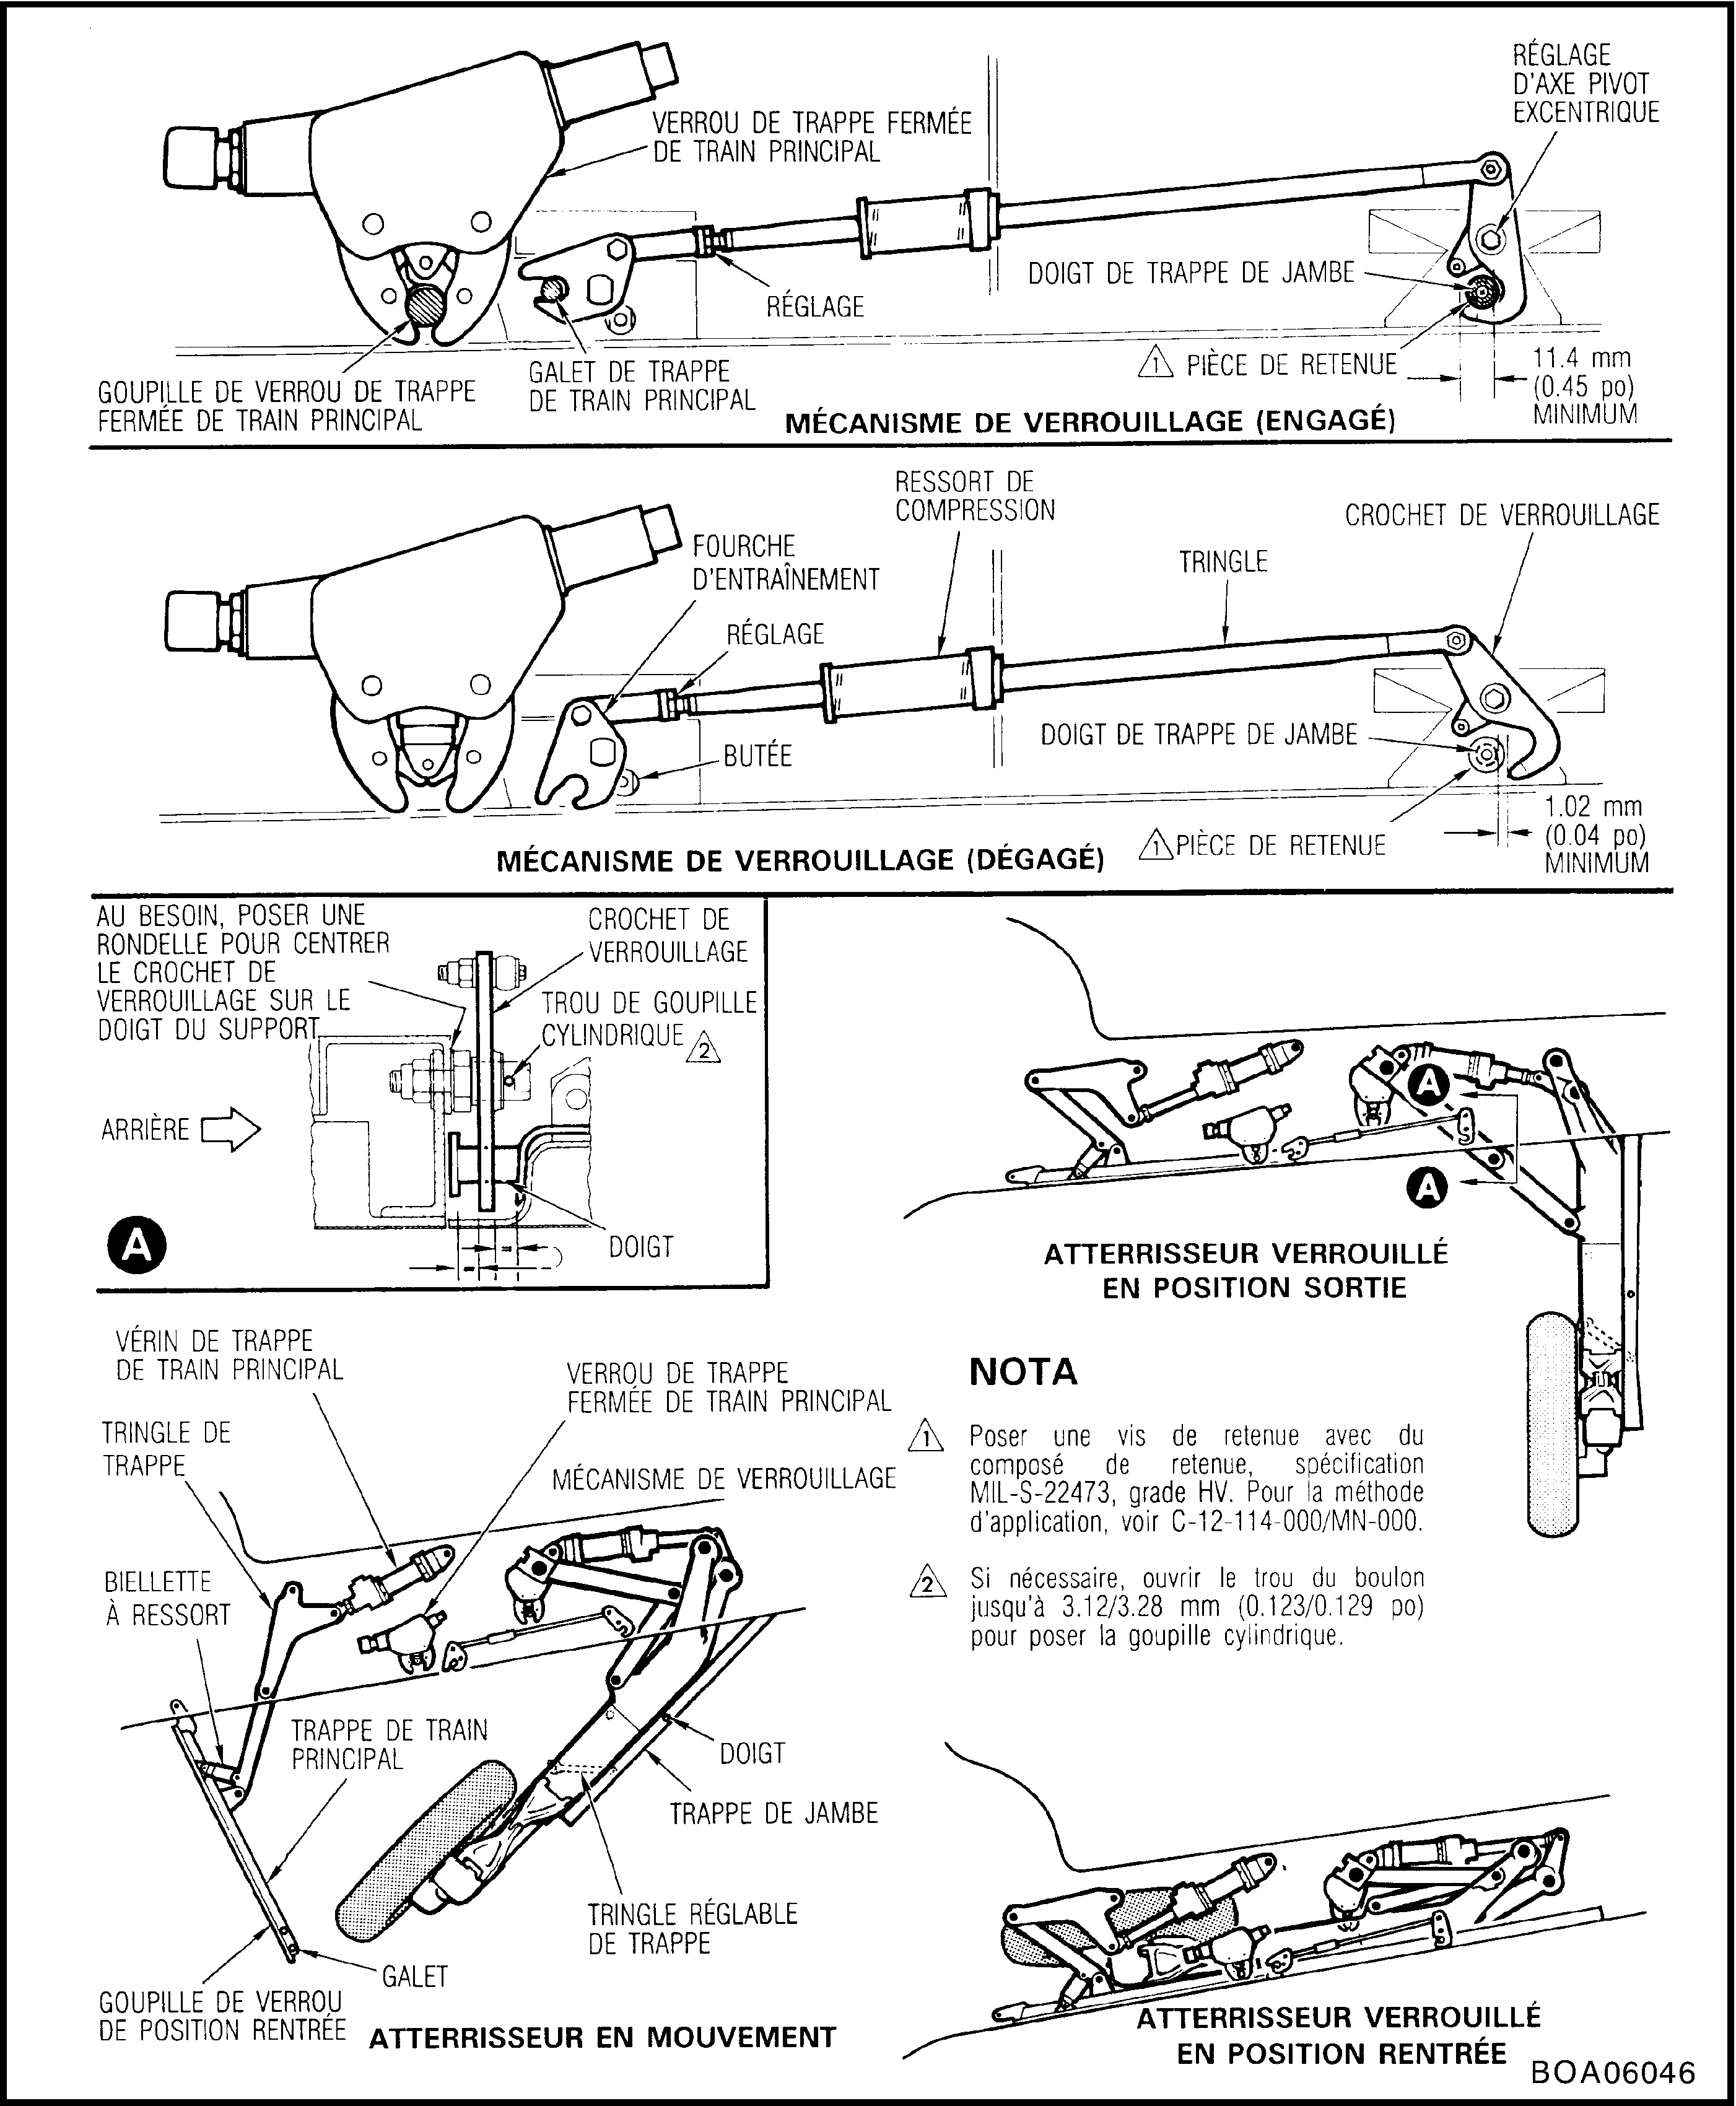 RÉGLAGE
D'AXE PIVOT
EXCENTRIQUE
VERROU DE TRAPPE FERMÉE
DE TRAIN PRINCIPAL
DOIGT DE TRAPPE DE JAMBE
RÉGLAGE
1 PIÈCE DE RETENUE
11.4 mm
(0.45 po)
MINIMUM
GALET DE TRAPPE
DE TRAIN PRINCIPAL
GOUPILLE DE VERROU DE TRAPPE
FERMÉE DE TRAIN PRINCIPAL
MÉCANISME DE VERROUILLAGE (ENGAGÉ)
RESSORT DE
COMPRESSION
CROCHET DE VERROUILLAGE
FOURCHE
D'ENTRAÎNEMENT
TRINGLE
RÉGLAGE
DOIGT DE TRAPPE DE JAMBE
BUTÉE
1.02 mm
(0.04 po)
MINIMUM
1 PIÈCE DE RETENUE
MÉCANISME DE VERROUILLAGE (DÉGAGÉ)
AU BESOIN, POSER UNE
RONDELLE POUR CENTRER
LE CROCHET DE
VERROUILLAGE SUR LE
DOIGT DU SUPPORT
CROCHET DE
VERROUILLAGE
TROU DE GOUPILLE
CYLINDRIQUE 2
ARRIÈRE
A
DOIGT
=
=
A
A
ATTERRISSEUR VERROUILLÉ
EN POSITION SORTIE
VÉRIN DE TRAPPE
DE TRAIN PRINCIPAL
VERROU DE TRAPPE
FERMÉE DE TRAIN PRINCIPAL
TRINGLE DE
TRAPPE
MÉCANISME DE VERROUILLAGE
BIELLETTE
À RESSORT
TRAPPE DE TRAIN
PRINCIPAL
DOIGT
TRAPPE DE JAMBE
TRINGLE RÉGLABLE
DE TRAPPE
GALET
GOUPILLE DE VERROU
DE POSITION RENTRÉE
ATTERRISSEUR EN MOUVEMENT
NOTA
1 Poser une vis de retenue avec du
composé de retenue, spécification
MIL-S-22473, grade HV. Pour la méthode
d'application, voir C-12-114-000/MN-000.
2 Si nécessaire, ouvrir le trou du boulon
jusqu'à 3.12/3.28 mm (0.123/0.129 po)
pour poser la goupille cylindrique.
ATTERRISSEUR VERROUILLÉ
EN POSITION RENTRÉE
BOA06046